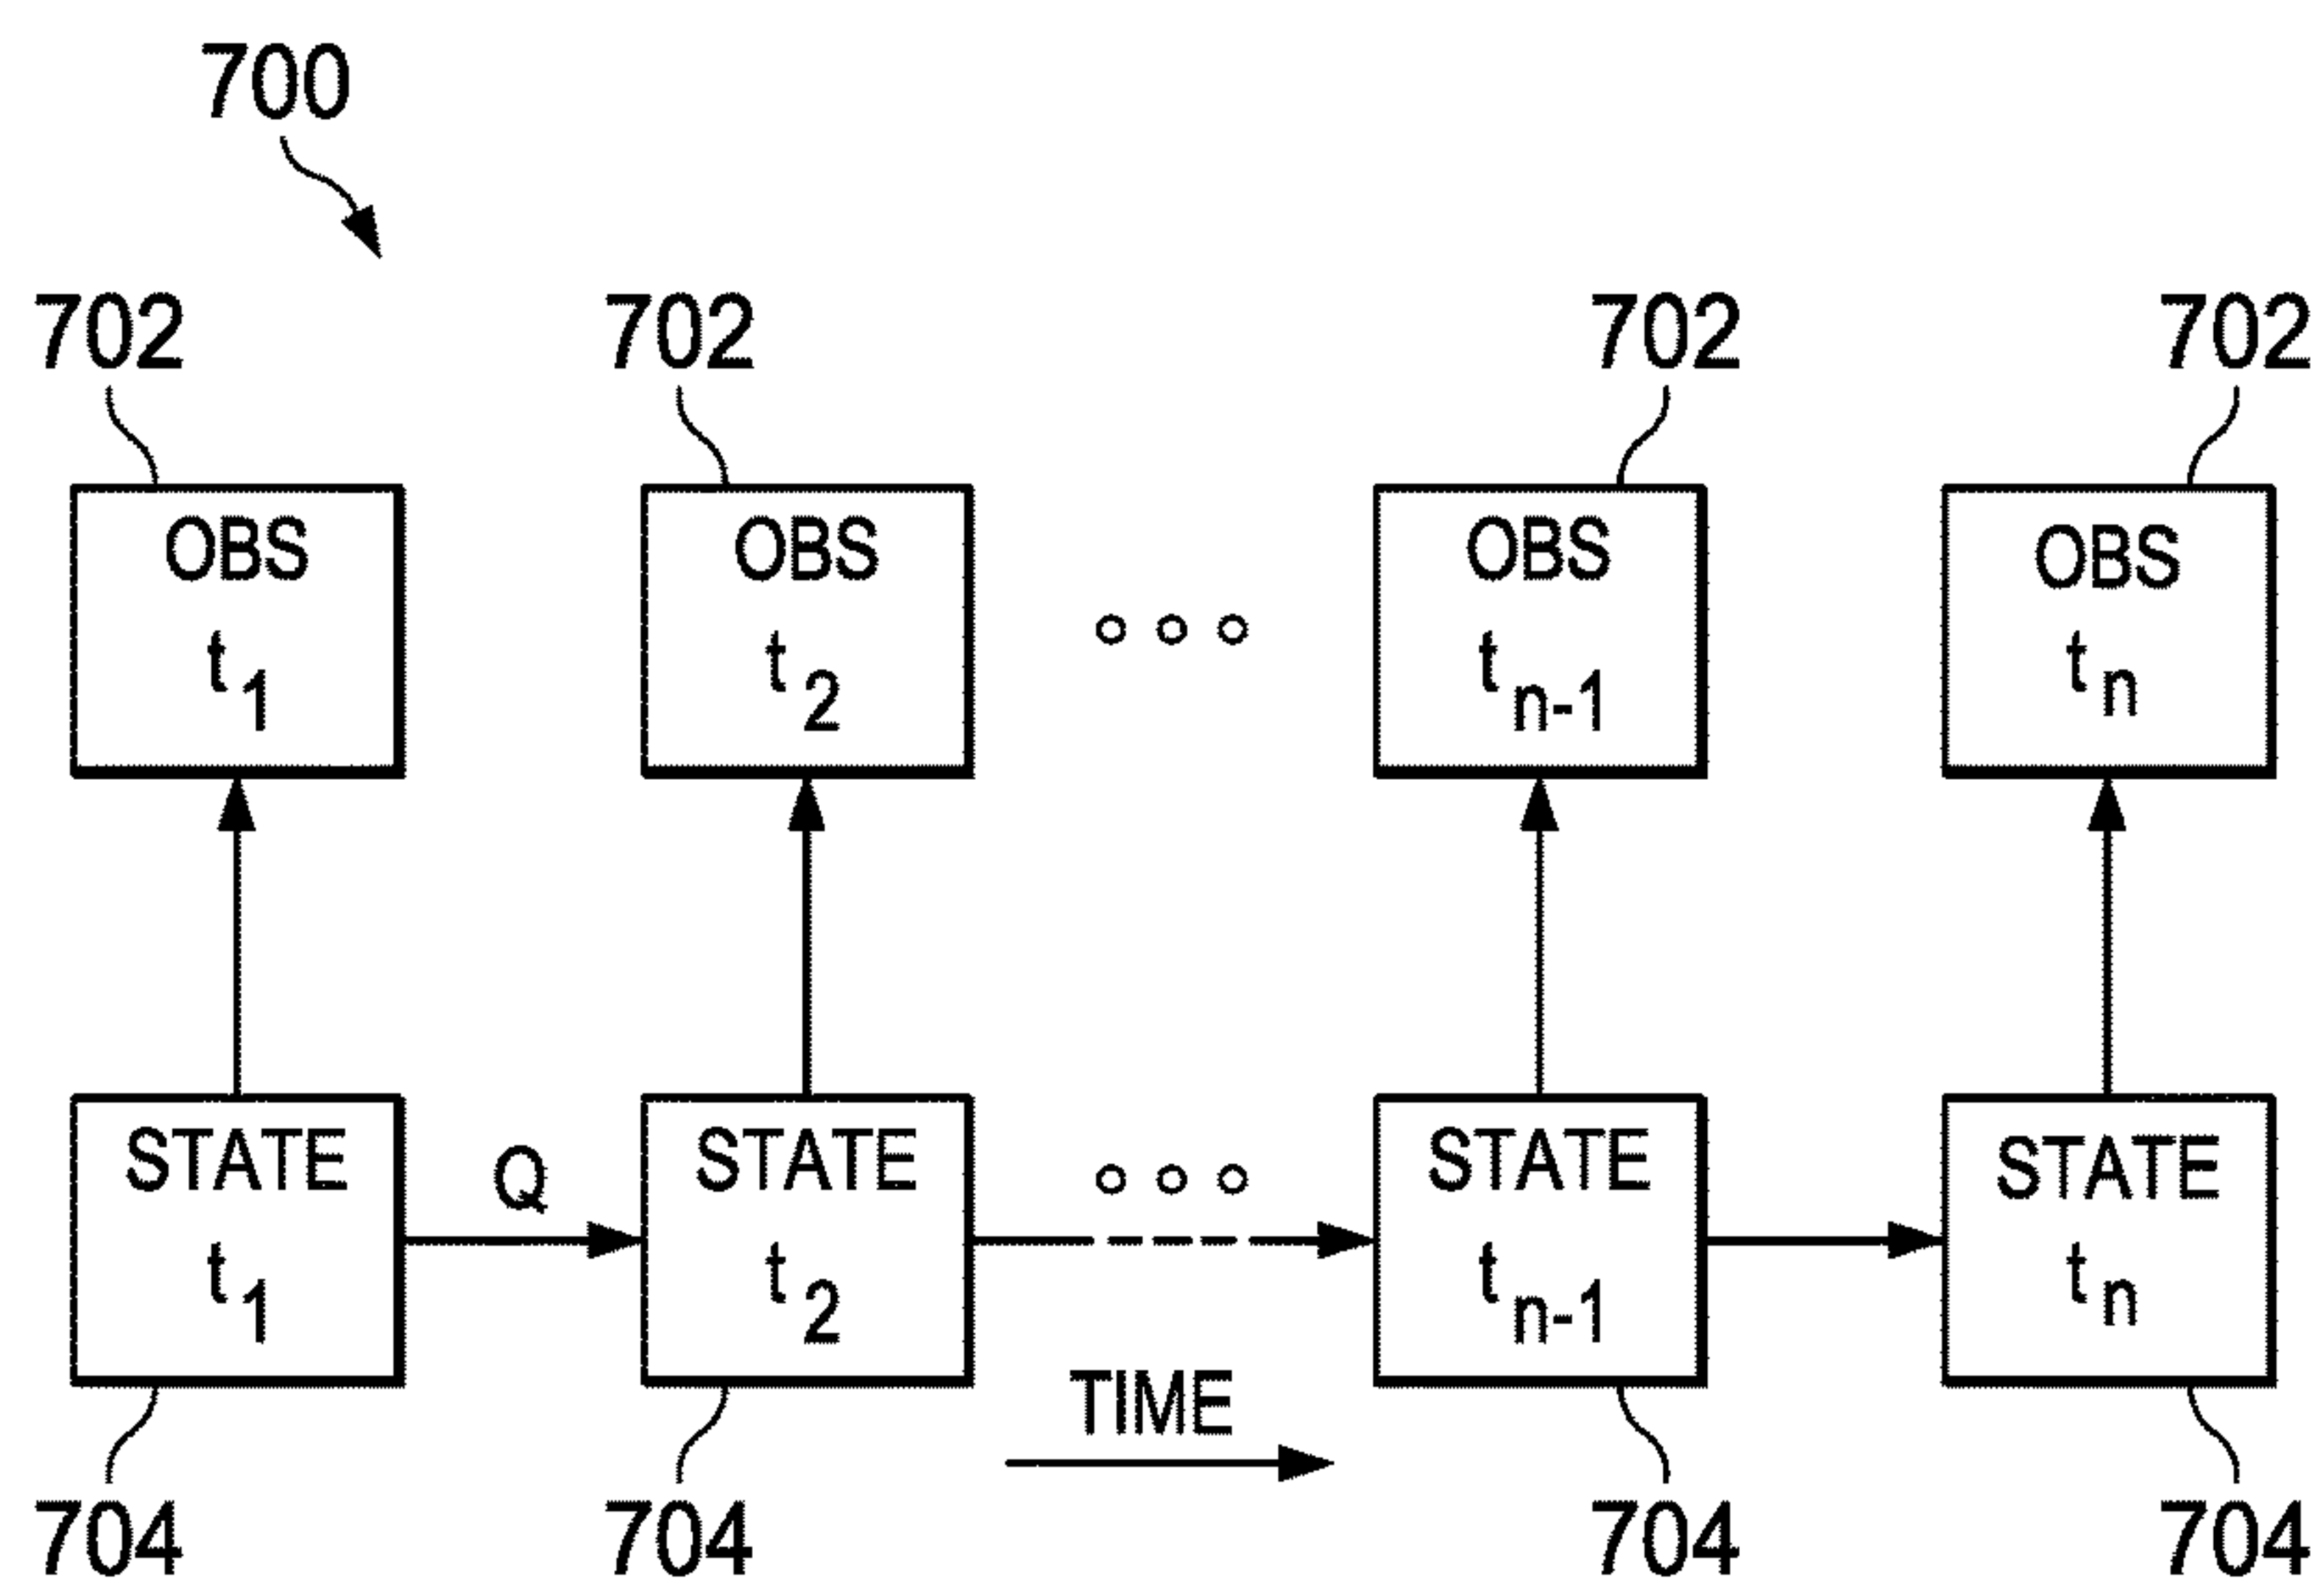 700
702 702 702 702
OBS OBS OBS OBS
t1 t2 tn-1 tn
STATE Q STATE STATE STATE
t1 t2 tn-1 tn
TIME
704 704 704 704